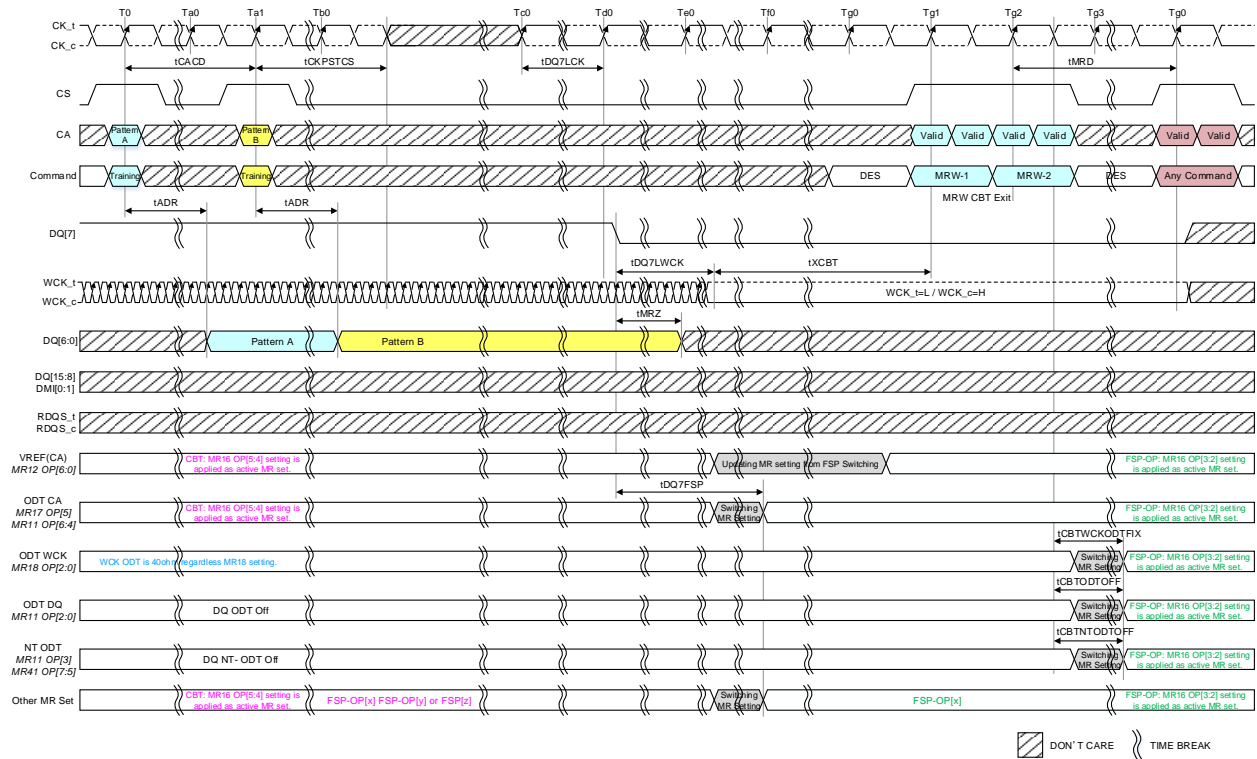 T0 Ta0 Ta1 Tb0 Tc0 Td0 Te0 Tf0 Tg0 Tg1 Tg2 Tg3 Tg0
CK_t
CK_c
tCACD tCKPSTCS tDQ7LCK tMRD
CS
CA
Pattern
A
Pattern
B
Valid Valid Valid Valid Valid Valid
Command Training Training DES MRW-1 MRW-2 DES Any Command
MRW CBT Exit
tADR tADR
DQ[7]
tDQ7LWCK tXCBT
WCK_t
WCK_c
WCK_t=L / WCK_c=H
tMRZ
DQ[6:0] Pattern A Pattern B
DQ[15:8]
DMI[0:1]
RDQS_t
RDQS_c
VREF(CA)
MR12 OP[6:0]
CBT: MR16 OP[5:4] setting is
applied as active MR set.
Updating MR setting from FSP Switching
FSP-OP: MR16 OP[3:2] setting
is applied as active MR set.
tDQ7FSP
ODT CA
MR17 OP[5]
MR11 OP[6:4]
CBT: MR16 OP[5:4] setting is
applied as active MR set.
Switching
MR Setting
FSP-OP: MR16 OP[3:2] setting
is applied as active MR set.
tCBTWCKODTFIX
ODT WCK
MR18 OP[2:0]
WCK ODT is 40ohm regardless MR18 setting.
Switching
MR Setting
FSP-OP: MR16 OP[3:2] setting
is applied as active MR set.
tCBTODTOFF
ODT DQ
MR11 OP[2:0]
DQ ODT Off
Switching
MR Setting
FSP-OP: MR16 OP[3:2] setting
is applied as active MR set.
tCBTNTODTOFF
NT ODT
MR11 OP[3]
MR41 OP[7:5]
DQ NT- ODT Off
Switching
MR Setting
FSP-OP: MR16 OP[3:2] setting
is applied as active MR set.
Other MR Set
CBT: MR16 OP[5:4] setting is
applied as active MR set.
FSP-OP[x] FSP-OP[y] or FSP[z]
Switching
MR Setting
FSP-OP[x]
FSP-OP: MR16 OP[3:2] setting
is applied as active MR set.
DON'T CARE TIME BREAK